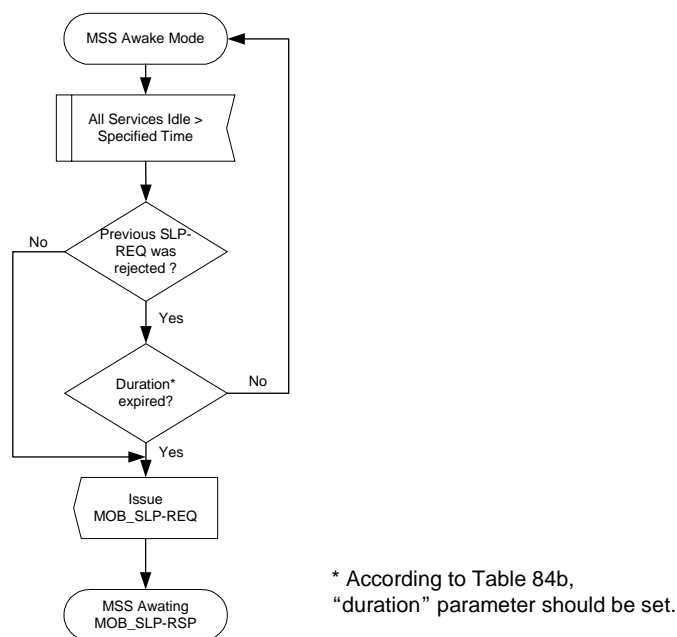 MSS Awake Mode
All Services Idle >
Specified Time
Previous SLP-
REQ was
rejected ?
No
Yes
Duration*
expired?
No
Yes
Issue
MOB_SLP-REQ
MSS Awating
MOB_SLP-RSP
* According to Table 84b,
“duration” parameter should be set.